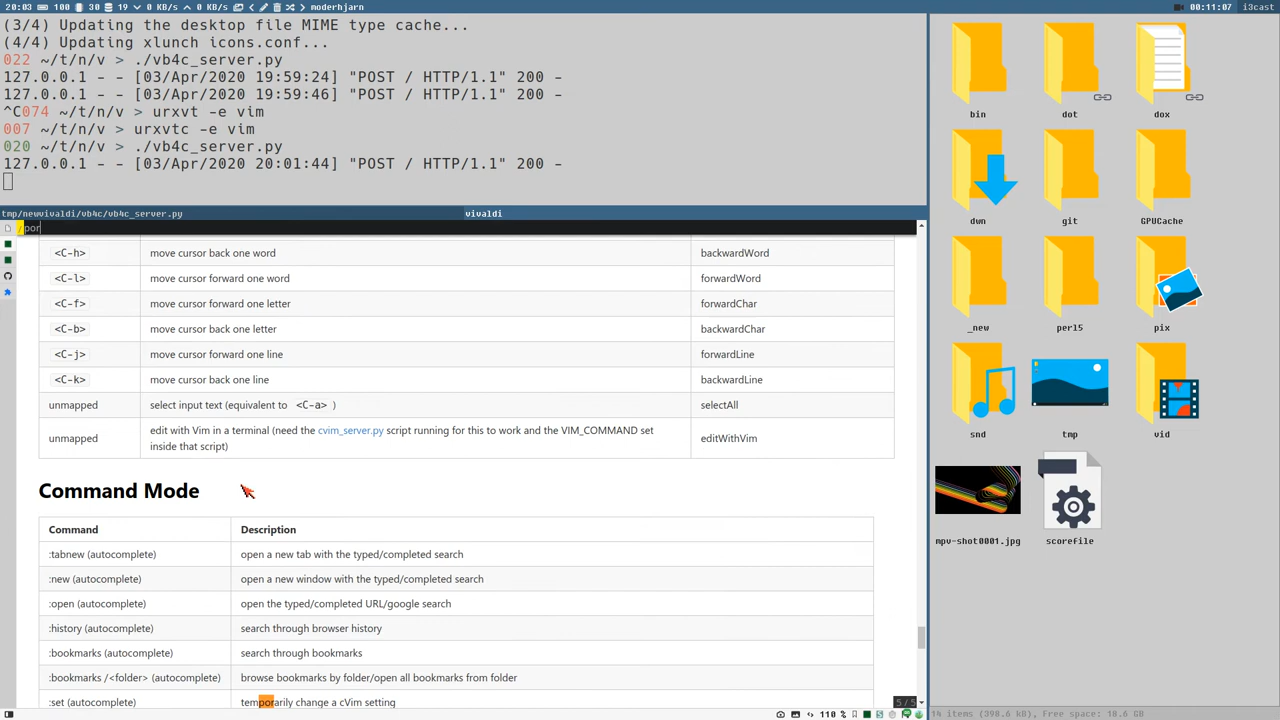 20:03 100 30 19 0 KB/s 0 KB/s moderhjarn 00:11:07 i3cast
(3/4) Updating the desktop file MIME type cache...
(4/4) Updating xlunch icons.conf...
022 ~/t/n/v > ./vb4c_server.py
127.0.0.1 - - [03/Apr/2020 19:59:24] "POST / HTTP/1.1" 200 -
127.0.0.1 - - [03/Apr/2020 19:59:46] "POST / HTTP/1.1" 200 -
^C074 ~/t/n/v > urxvt -e vim
007 ~/t/n/v > urxvtc -e vim
020 ~/t/n/v > ./vb4c_server.py
127.0.0.1 - - [03/Apr/2020 20:01:44] "POST / HTTP/1.1" 200 -
tmp/newvivaldi/vb4c/vb4c_server.py vivaldi
/por
<C-h> move cursor back one word backwardWord
<C-l> move cursor forward one word forwardWord
<C-f> move cursor forward one letter forwardChar
<C-b> move cursor back one letter backwardChar
<C-j> move cursor forward one line forwardLine
<C-k> move cursor back one line backwardLine
unmapped select input text (equivalent to <C-a> ) selectAll
unmapped edit with Vim in a terminal (need the cvim_server.py script running for this to work and the VIM_COMMAND set inside that script) editWithVim
Command Mode
Command Description
:tabnew (autocomplete) open a new tab with the typed/completed search
:new (autocomplete) open a new window with the typed/completed search
:open (autocomplete) open the typed/completed URL/google search
:history (autocomplete) search through browser history
:bookmarks (autocomplete) search through bookmarks
:bookmarks /<folder> (autocomplete) browse bookmarks by folder/open all bookmarks from folder
:set (autocomplete) temporarily change a cVim setting
5/5
110 %
bin dot dox
dwn git GPUCache
_new perl5 pix
snd tmp vid
mpv-shot0001.jpg scorefile
14 items (398.6 kB), Free space: 18.6 GB